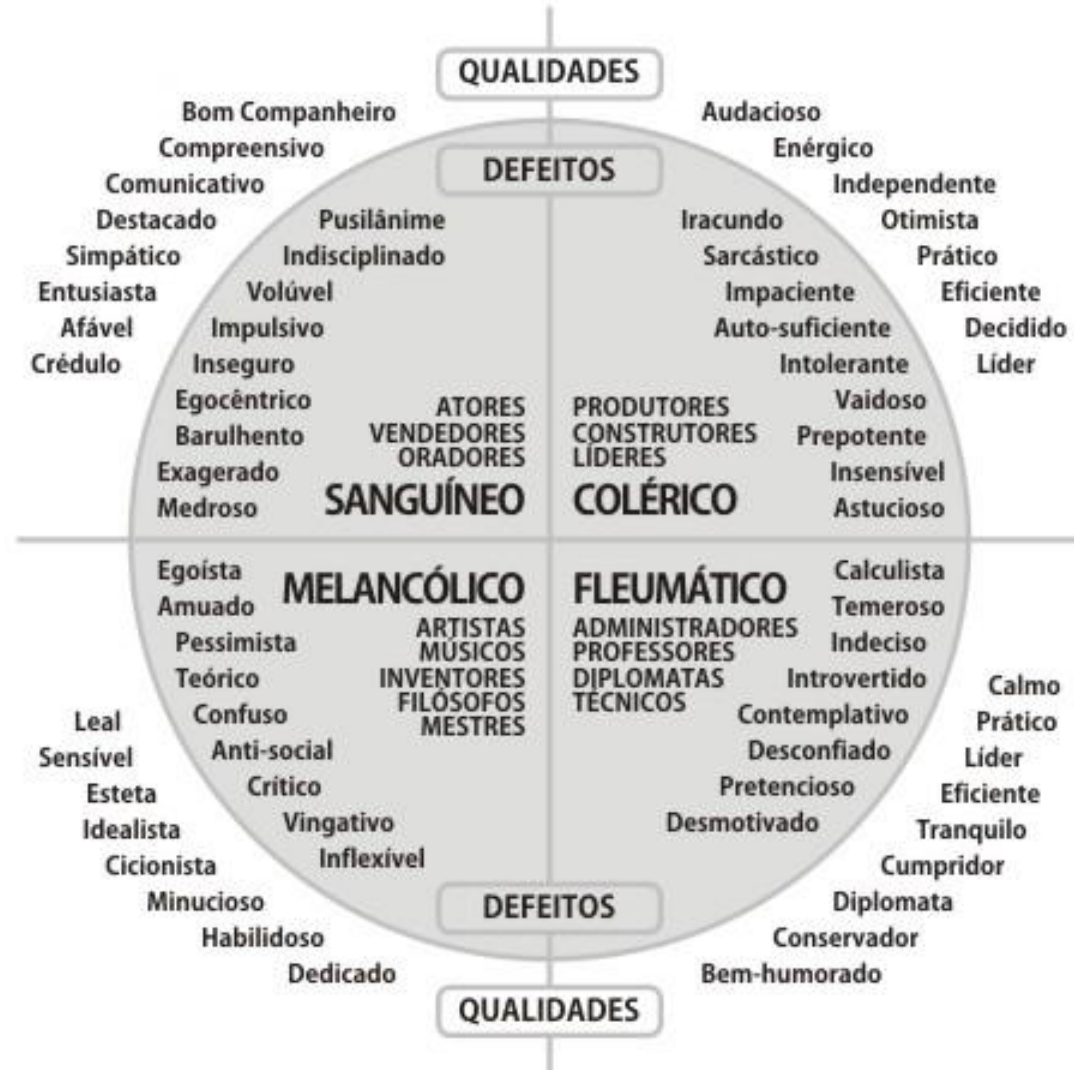 QUALIDADES
Bom Companheiro
Compreensivo
Comunicativo
Destacado
Simpático
Entusiasta
Afável
Crédulo
Audacioso
Enérgico
Independente
Otimista
Prático
Eficiente
Decidido
Líder
DEFEITOS
Pusilânime
Indisciplinado
Volúvel
Impulsivo
Inseguro
Egocêntrico
Barulhento
Exagerado
Medroso
Iracundo
Sarcástico
Impaciente
Auto-suficiente
Intolerante
Vaidoso
Prepotente
Insensível
Astucioso
ATORES
VENDEDORES
ORADORES
SANGUÍNEO
PRODUTORES
CONSTRUTORES
LÍDERES
COLÉRICO
MELANCÓLICO
ARTISTAS
MÚSICOS
INVENTORES
FILÓSOFOS
MESTRES
FLEUMÁTICO
ADMINISTRADORES
PROFESSORES
DIPLOMATAS
TÉCNICOS
Egoísta
Amuado
Pessimista
Teórico
Confuso
Anti-social
Crítico
Vingativo
Inflexível
Calculista
Temeroso
Indeciso
Introvertido
Contemplativo
Desconfiado
Pretencioso
Desmotivado
DEFEITOS
Leal
Sensível
Esteta
Idealista
Cicionista
Minucioso
Habilidoso
Dedicado
Calmo
Prático
Líder
Eficiente
Tranquilo
Cumpridor
Diplomata
Conservador
Bem-humorado
QUALIDADES